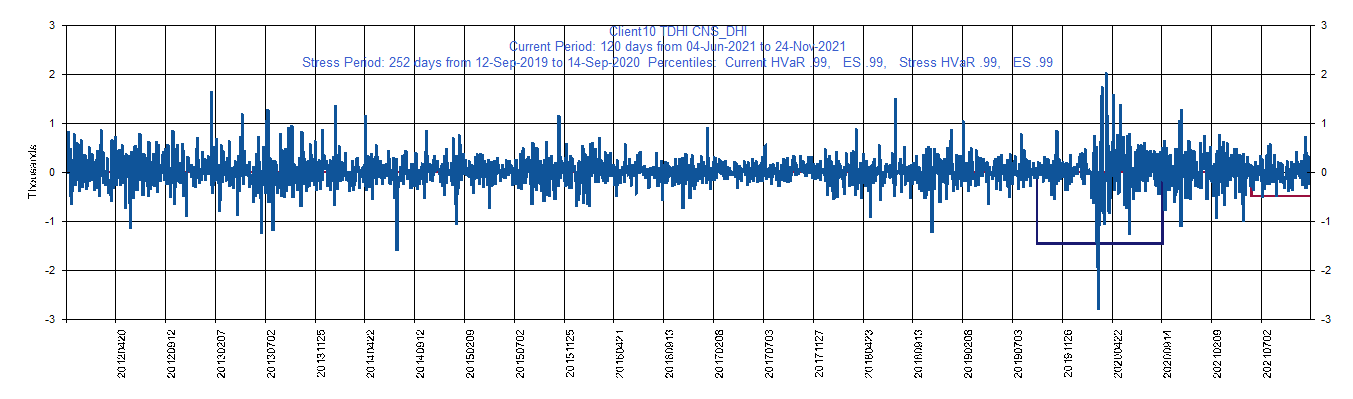 Client10 TDHI CNS_DHI
Current Period: 120 days from 04-Jun-2021 to 24-Nov-2021
Stress Period: 252 days from 12-Sep-2019 to 14-Sep-2020 Percentiles: Current HVaR .99, ES .99, Stress HVaR .99, ES .99
3 3
2 2
1 1
0 0
-1 -1
-2 -2
-3 -3
Thousands
20120420 20120912 20130207 20130702 20131125 20140422 20140912 20150209 20150702 20151125 20160421 20160913 20170208 20170703 20171127 20180423 20180913 20190208 20190703 20191126 20200422 20200914 20210209 20210702